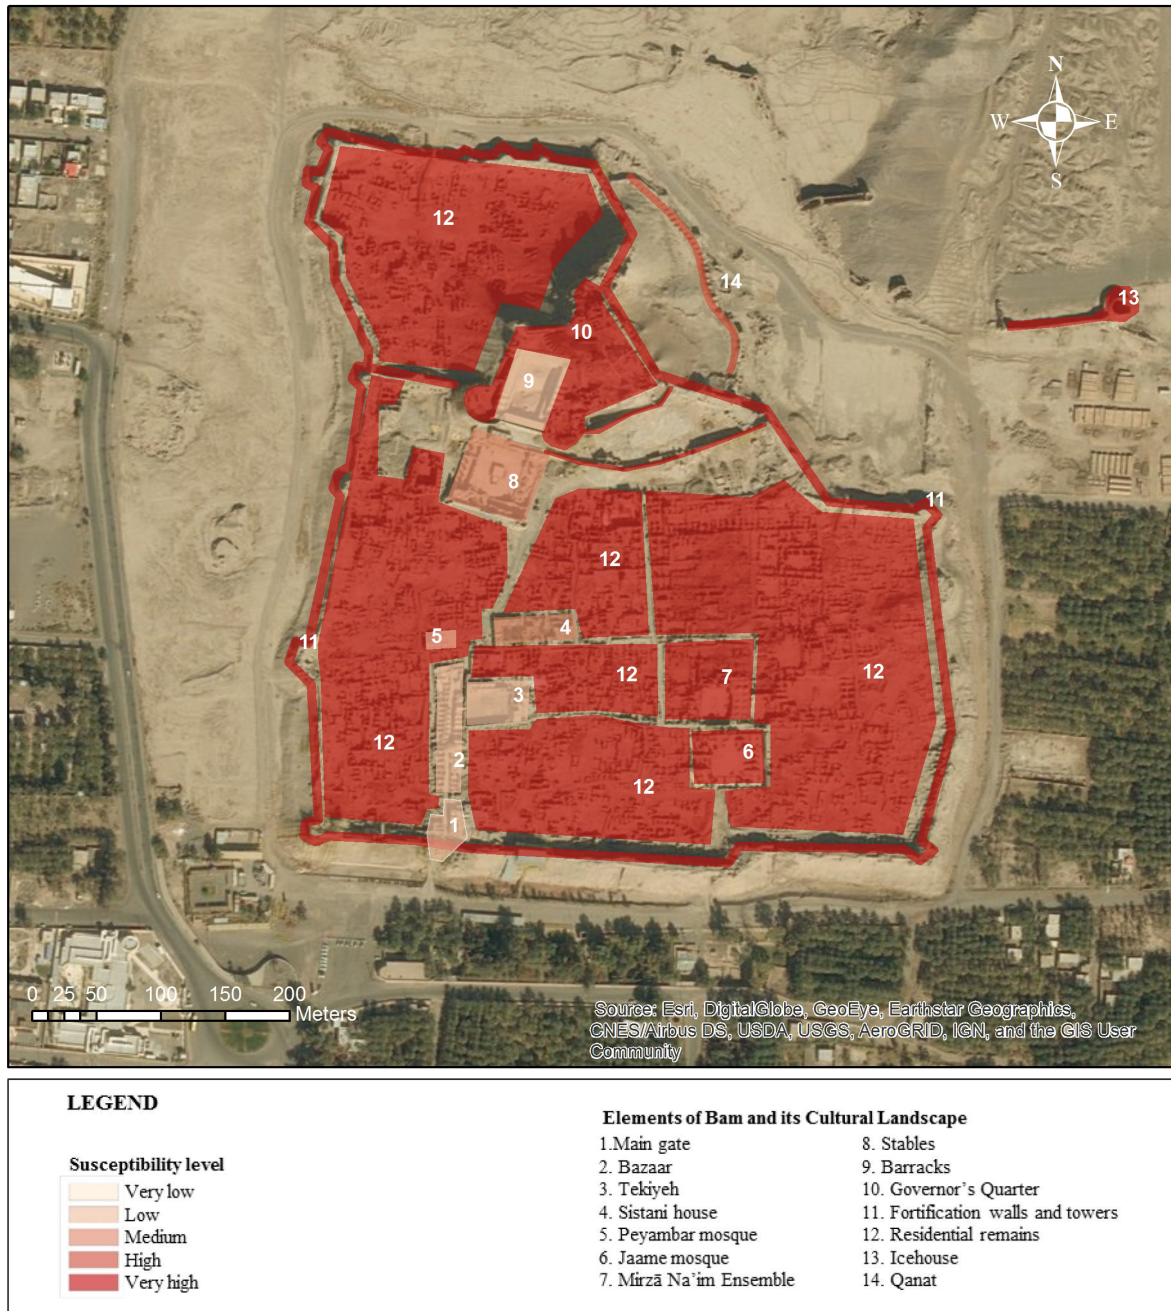 N
W E
S
12
14
13
10
9
8
11
12
5
4
11
12
7
12
3
12
2
6
12
1
0 25 50 100 150 200
Meters
Source: Esri, DigitalGlobe, GeoEye, Earthstar Geographics,
CNES/Airbus DS, USDA, USGS, AeroGRID, IGN, and the GIS User
Community
LEGEND
Susceptibility level
Very low
Low
Medium
High
Very high
Elements of Bam and its Cultural Landscape
1.Main gate
2. Bazaar
3. Tekiyeh
4. Sistani house
5. Peyambar mosque
6. Jaame mosque
7. Mirzā Na'im Ensemble
8. Stables
9. Barracks
10. Governor's Quarter
11. Fortification walls and towers
12. Residential remains
13. Icehouse
14. Qanat